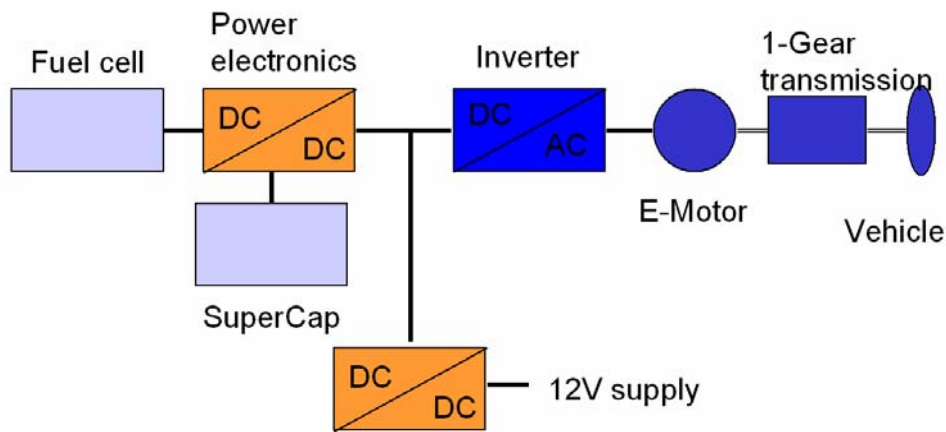 Fuel cell
Power
electronics
DC
DC
SuperCap
Inverter
DC
AC
E-Motor
1-Gear
transmission
Vehicle
DC
DC
12V supply